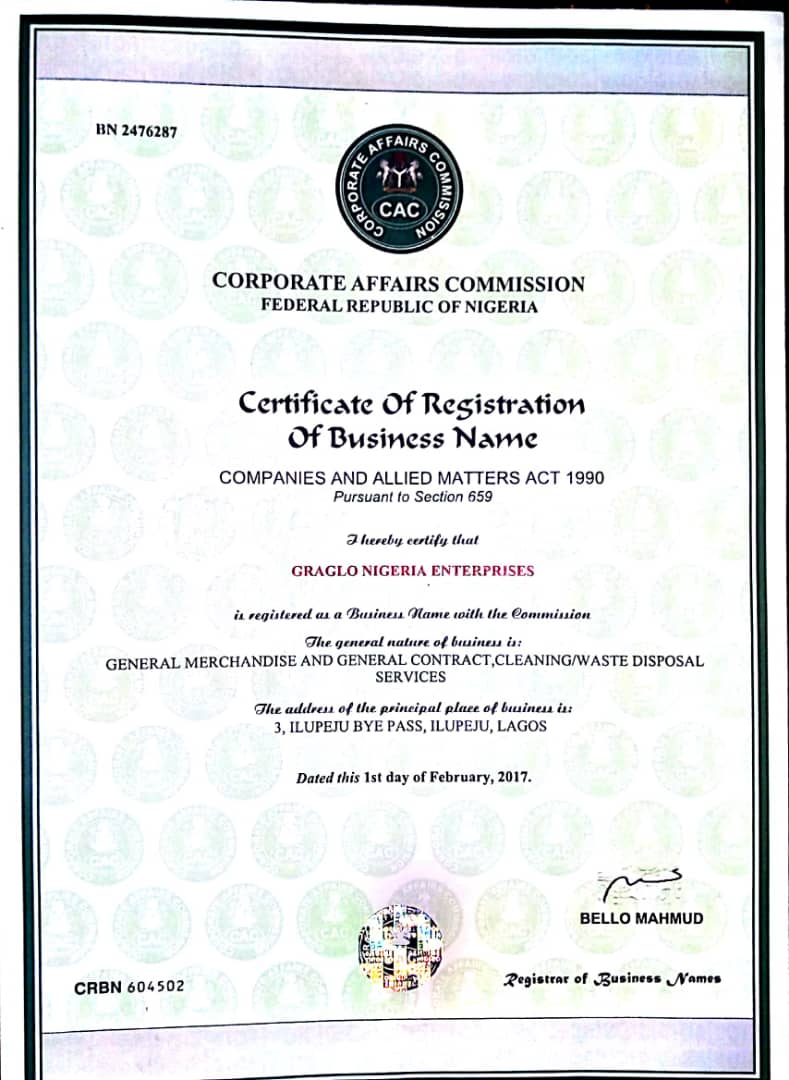 BN 2476287
CORPORATE AFFAIRS COMMISSION
CAC
CORPORATE AFFAIRS COMMISSION
FEDERAL REPUBLIC OF NIGERIA
Certificate Of Registration
Of Business Name
COMPANIES AND ALLIED MATTERS ACT 1990
Pursuant to Section 659
I hereby certify that
GRAGLO NIGERIA ENTERPRISES
is registered as a Business Name with the Commission
The general nature of business is:
GENERAL MERCHANDISE AND GENERAL CONTRACT,CLEANING/WASTE DISPOSAL
SERVICES
The address of the principal place of business is:
3, ILUPEJU BYE PASS, ILUPEJU, LAGOS
Dated this 1st day of February, 2017.
BELLO MAHMUD
Registrar of Business Names
CRBN 604502